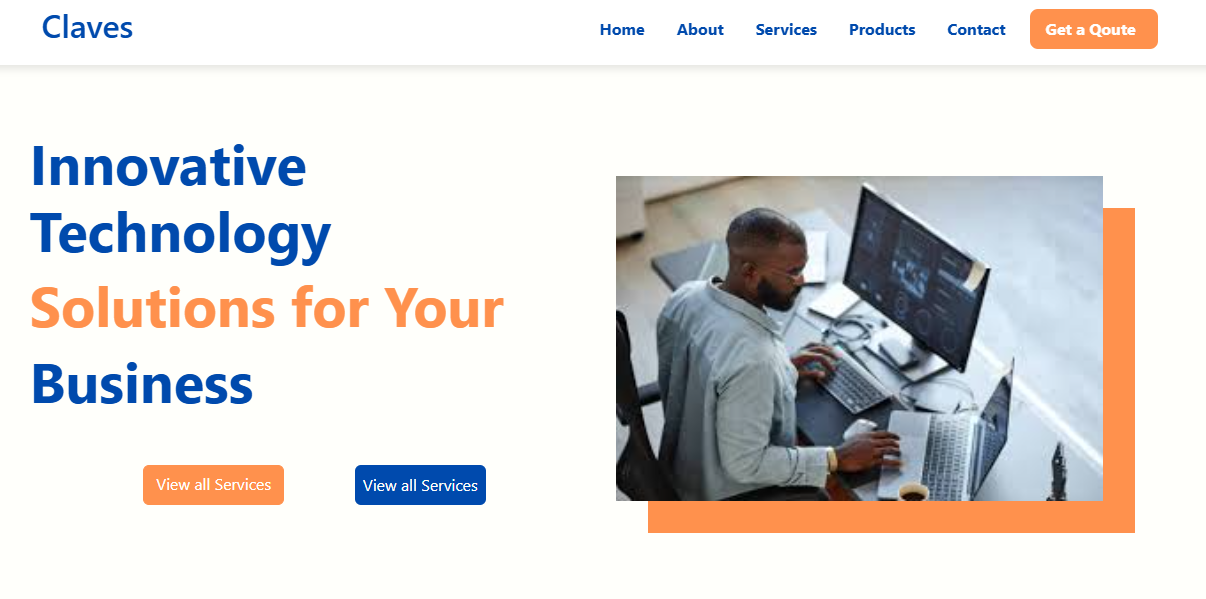 Claves
Home About Services Products Contact Get a Qoute
Innovative
Technology
Solutions for Your
Business
View all Services View all Services